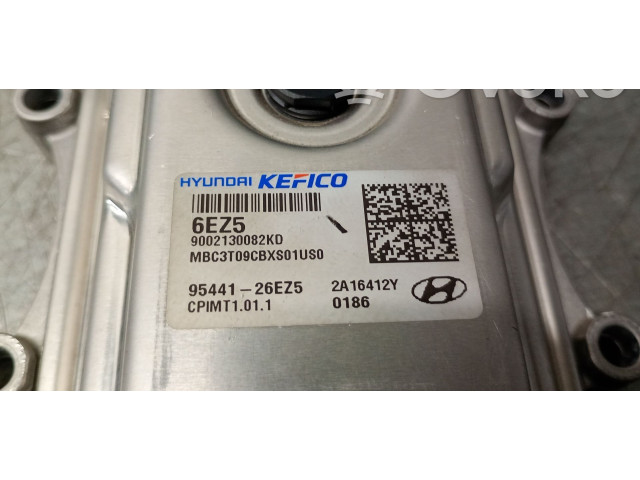 HYUNDAI KEFICO
6EZ5
9002130082KD
MBC3T09CBXS01US0
95441-26EZ5 2A16412Y
CPIMT1.01.1 0186